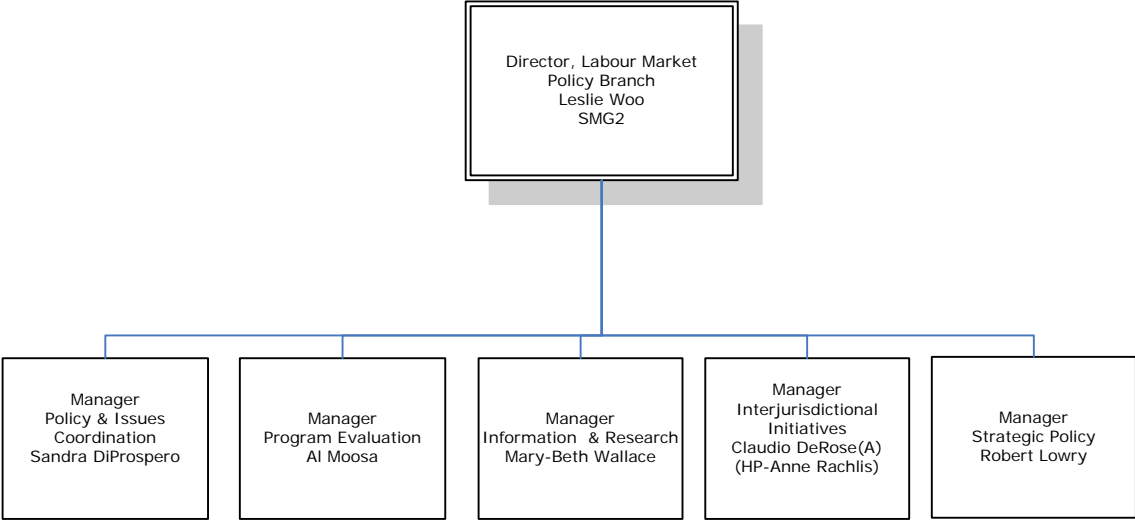 Director, Labour Market
Policy Branch
Leslie Woo
SMG2
Manager
Policy & Issues
Coordination
Sandra DiProspero
Manager
Program Evaluation
Al Moosa
Manager
Information & Research
Mary-Beth Wallace
Manager
Interjurisdictional
Initiatives
Claudio DeRose(A)
(HP-Anne Rachlis)
Manager
Strategic Policy
Robert Lowry